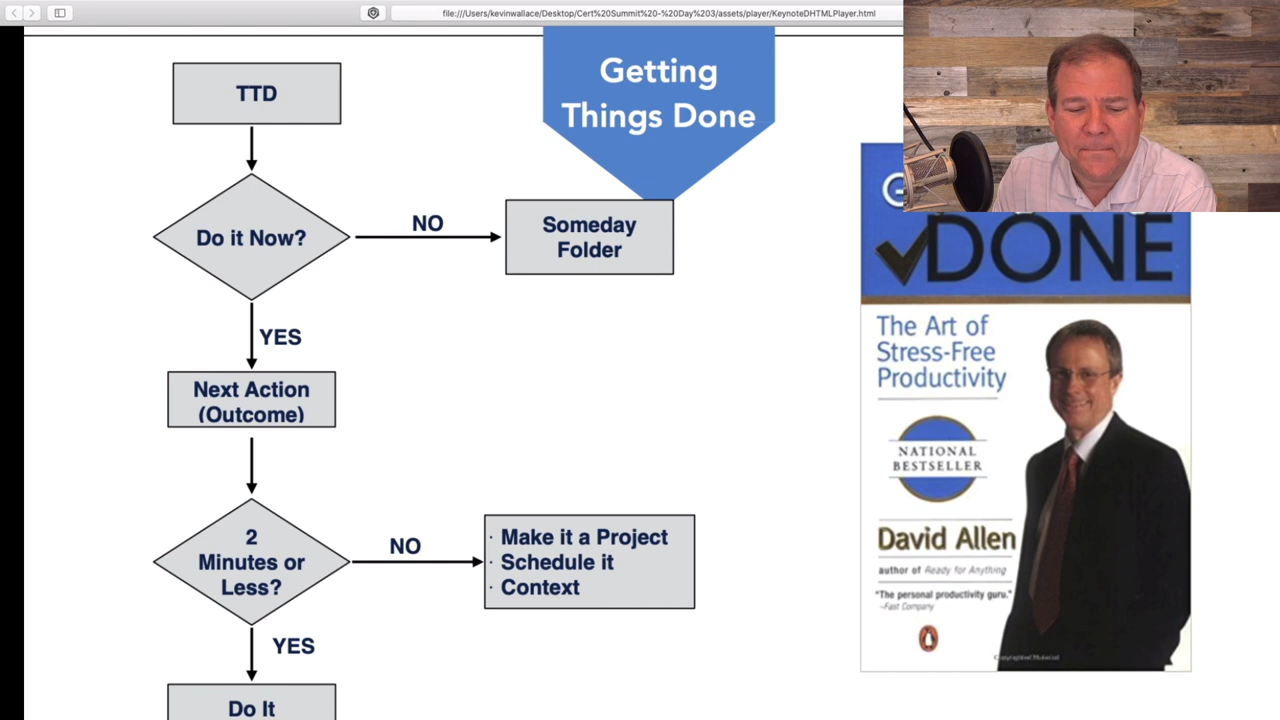 file:///Users/kevinwallace/Desktop/Cert%20Summit%20-%20Day%203/assets/player/KeynoteDHTMLPlayer.html
Getting
Things Done
TTD
Do it Now?
NO
Someday
Folder
YES
Next Action
(Outcome)
2
Minutes or
Less?
NO
· Make it a Project
· Schedule it
· Context
YES
Do It
DONE
The Art of
Stress-Free
Productivity
NATIONAL
BESTSELLER
David Allen
author of Ready for Anything
"The personal productivity guru."
–Fast Company
Copyrighted Material